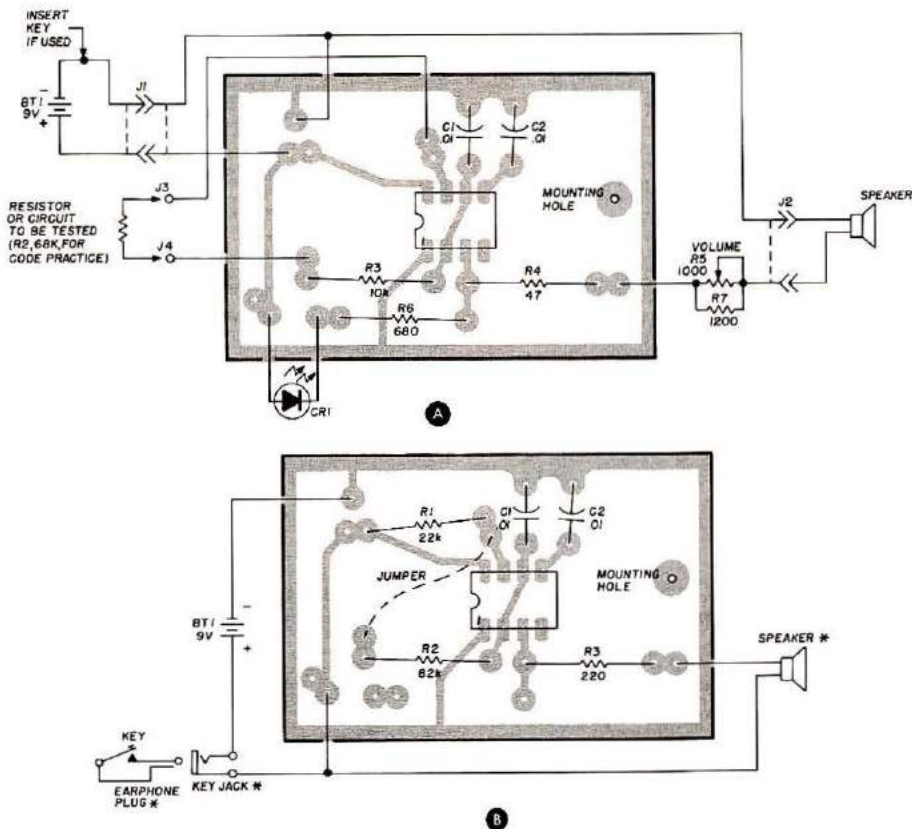 INSERT
KEY
IF USED
J1
-
BT1
9V
+
J3
RESISTOR
OR CIRCUIT
TO BE TESTED
(R2,68K,FOR
CODE PRACTICE)
J4
C1
.01
C2
.01
MOUNTING
HOLE
J2
SPEAKER
VOLUME
R5
1000
R7
1200
R3
10k
R4
47
R6
680
CR1
A
R1
22k
C1
.01
C2
.01
JUMPER
MOUNTING
HOLE
-
BT1
9V
+
1
R2
82k
R3
220
SPEAKER *
KEY
EARPHONE
PLUG *
KEY JACK *
B